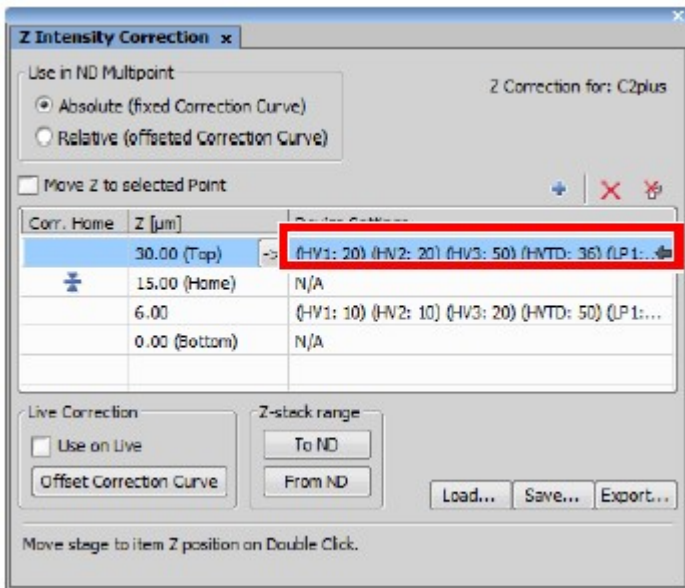 Z Intensity Correction x
Use in ND Multipoint
Z Correction for: C2plus
Absolute (fixed Correction Curve)
Relative (offseted Correction Curve)
Move Z to selected Point
Corr. Home Z [µm] Device Settings
30.00 (Top) -> (HV1: 20) (HV2: 20) (HV3: 50) (HVTD: 36) (LP1:...
15.00 (Home) N/A
6.00 (HV1: 10) (HV2: 10) (HV3: 20) (HVTD: 50) (LP1:...
0.00 (Bottom) N/A
Live Correction Z-stack range
Use on Live To ND
Offset Correction Curve From ND Load... Save... Export...
Move stage to item Z position on Double Click.